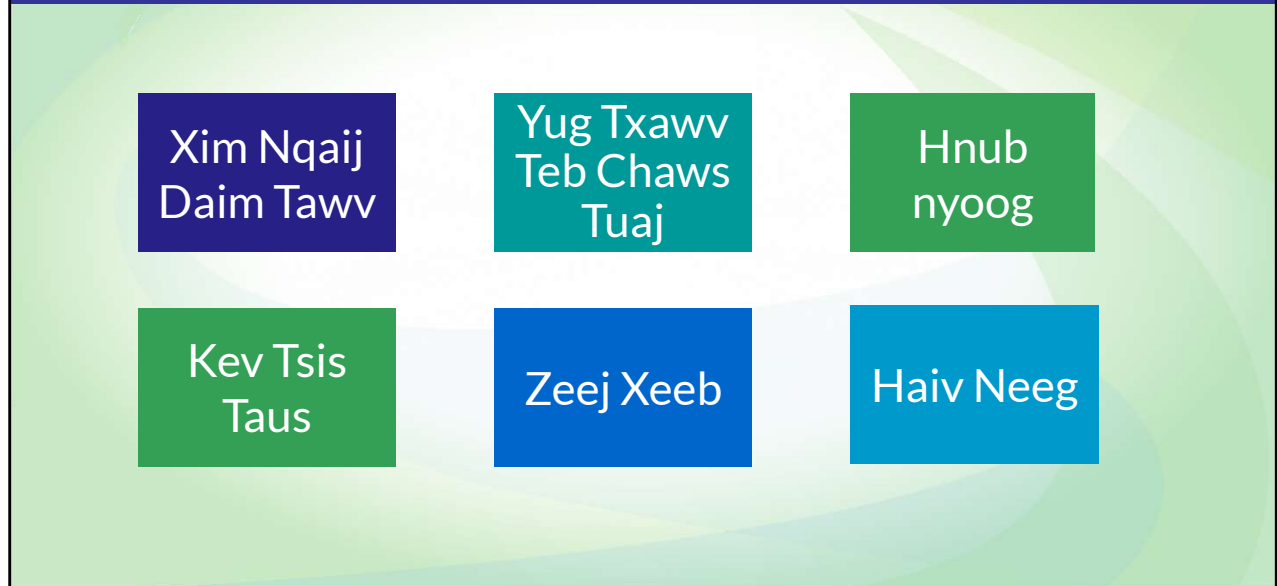 Xim Nqaij
Daim Tawv
Yug Txawv
Teb Chaws
Tuaj
Hnub
nyoog
Kev Tsis
Taus
Zeej Xeeb
Haiv Neeg